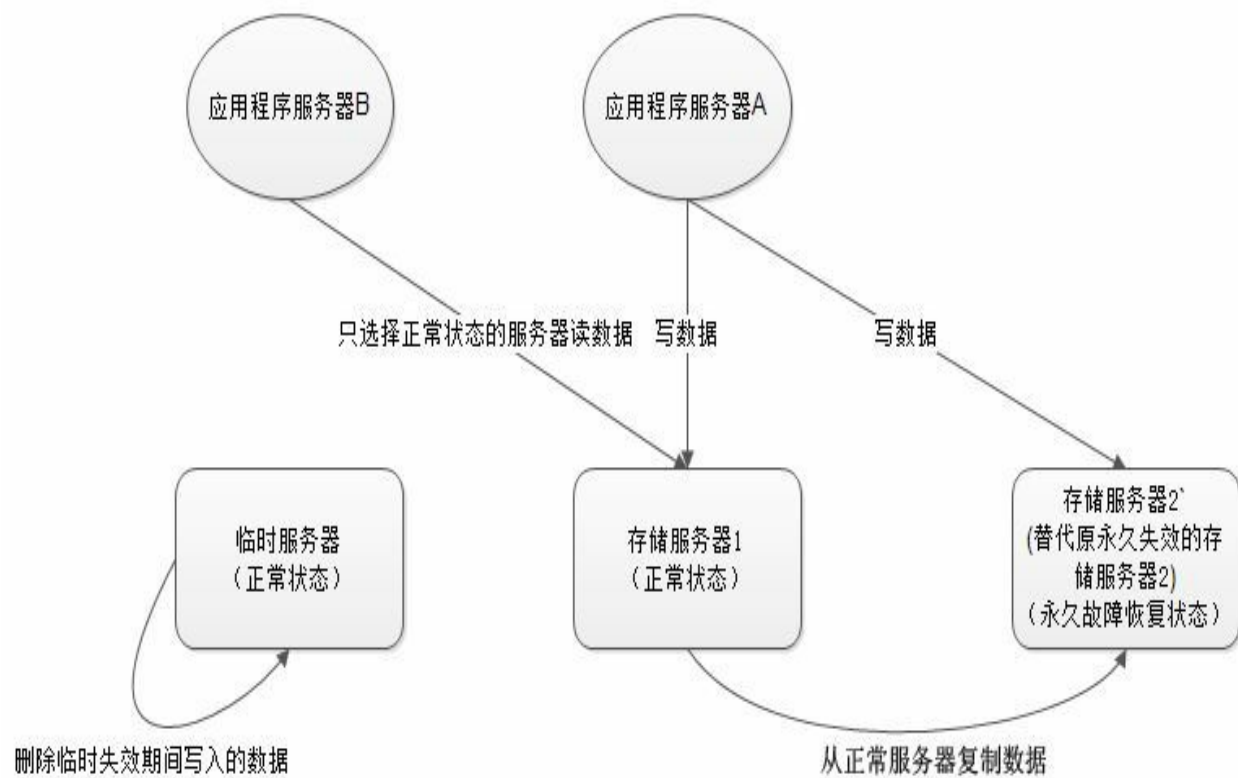 应用程序服务器B
应用程序服务器A
只选择正常状态的服务器读数据
写数据
写数据
临时服务器
（正常状态）
存储服务器1
（正常状态）
存储服务器2`
(替代原永久失效的存
储服务器2)
（永久故障恢复状态）
删除临时失效期间写入的数据
从正常服务器复制数据